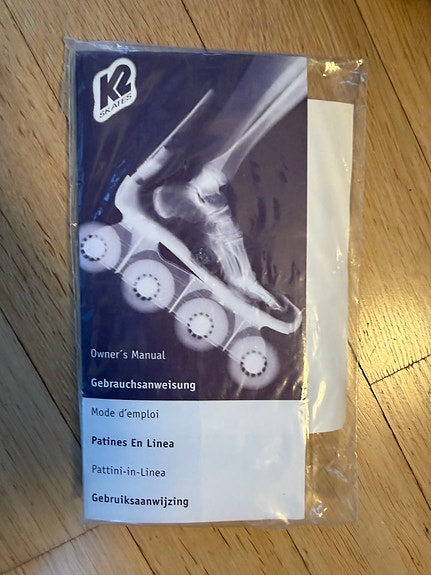 K2
SKATES
Owner's Manual
Gebrauchsanweisung
Mode d'emploi
Patines En Linea
Pattini-in-Linea
Gebruiksaanwijzing